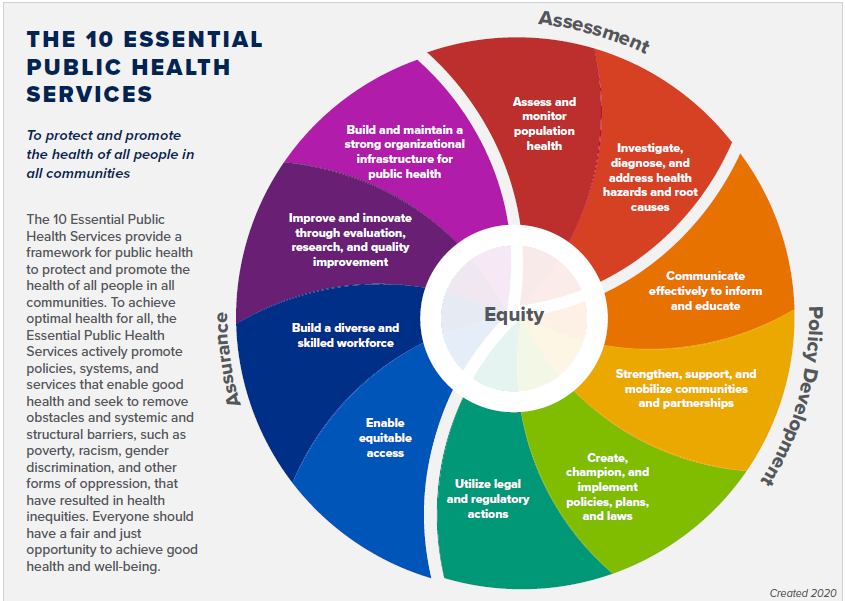 THE 10 ESSENTIAL
PUBLIC HEALTH
SERVICES
To protect and promote
the health of all people in
all communities
The 10 Essential Public
Health Services provide a
framework for public health
to protect and promote the
health of all people in all
communities. To achieve
optimal health for all, the
Essential Public Health
Services actively promote
policies, systems, and
services that enable good
health and seek to remove
obstacles and systemic and
structural barriers, such as
poverty, racism, gender
discrimination, and other
forms of oppression, that
have resulted in health
inequities. Everyone should
have a fair and just
opportunity to achieve good
health and well-being.
Assessment
Assess and
monitor
population
health
Investigate,
diagnose, and
address health
hazards and root
causes
Policy Development
Communicate
effectively to inform
and educate
Strengthen, support, and
mobilize communities
and partnerships
Create,
champion, and
implement
policies, plans,
and laws
Utilize legal
and regulatory
actions
Assurance
Enable
equitable
access
Build a diverse and
skilled workforce
Improve and innovate
through evaluation,
research, and quality
improvement
Build and maintain a
strong organizational
infrastructure for
public health
Equity
Created 2020